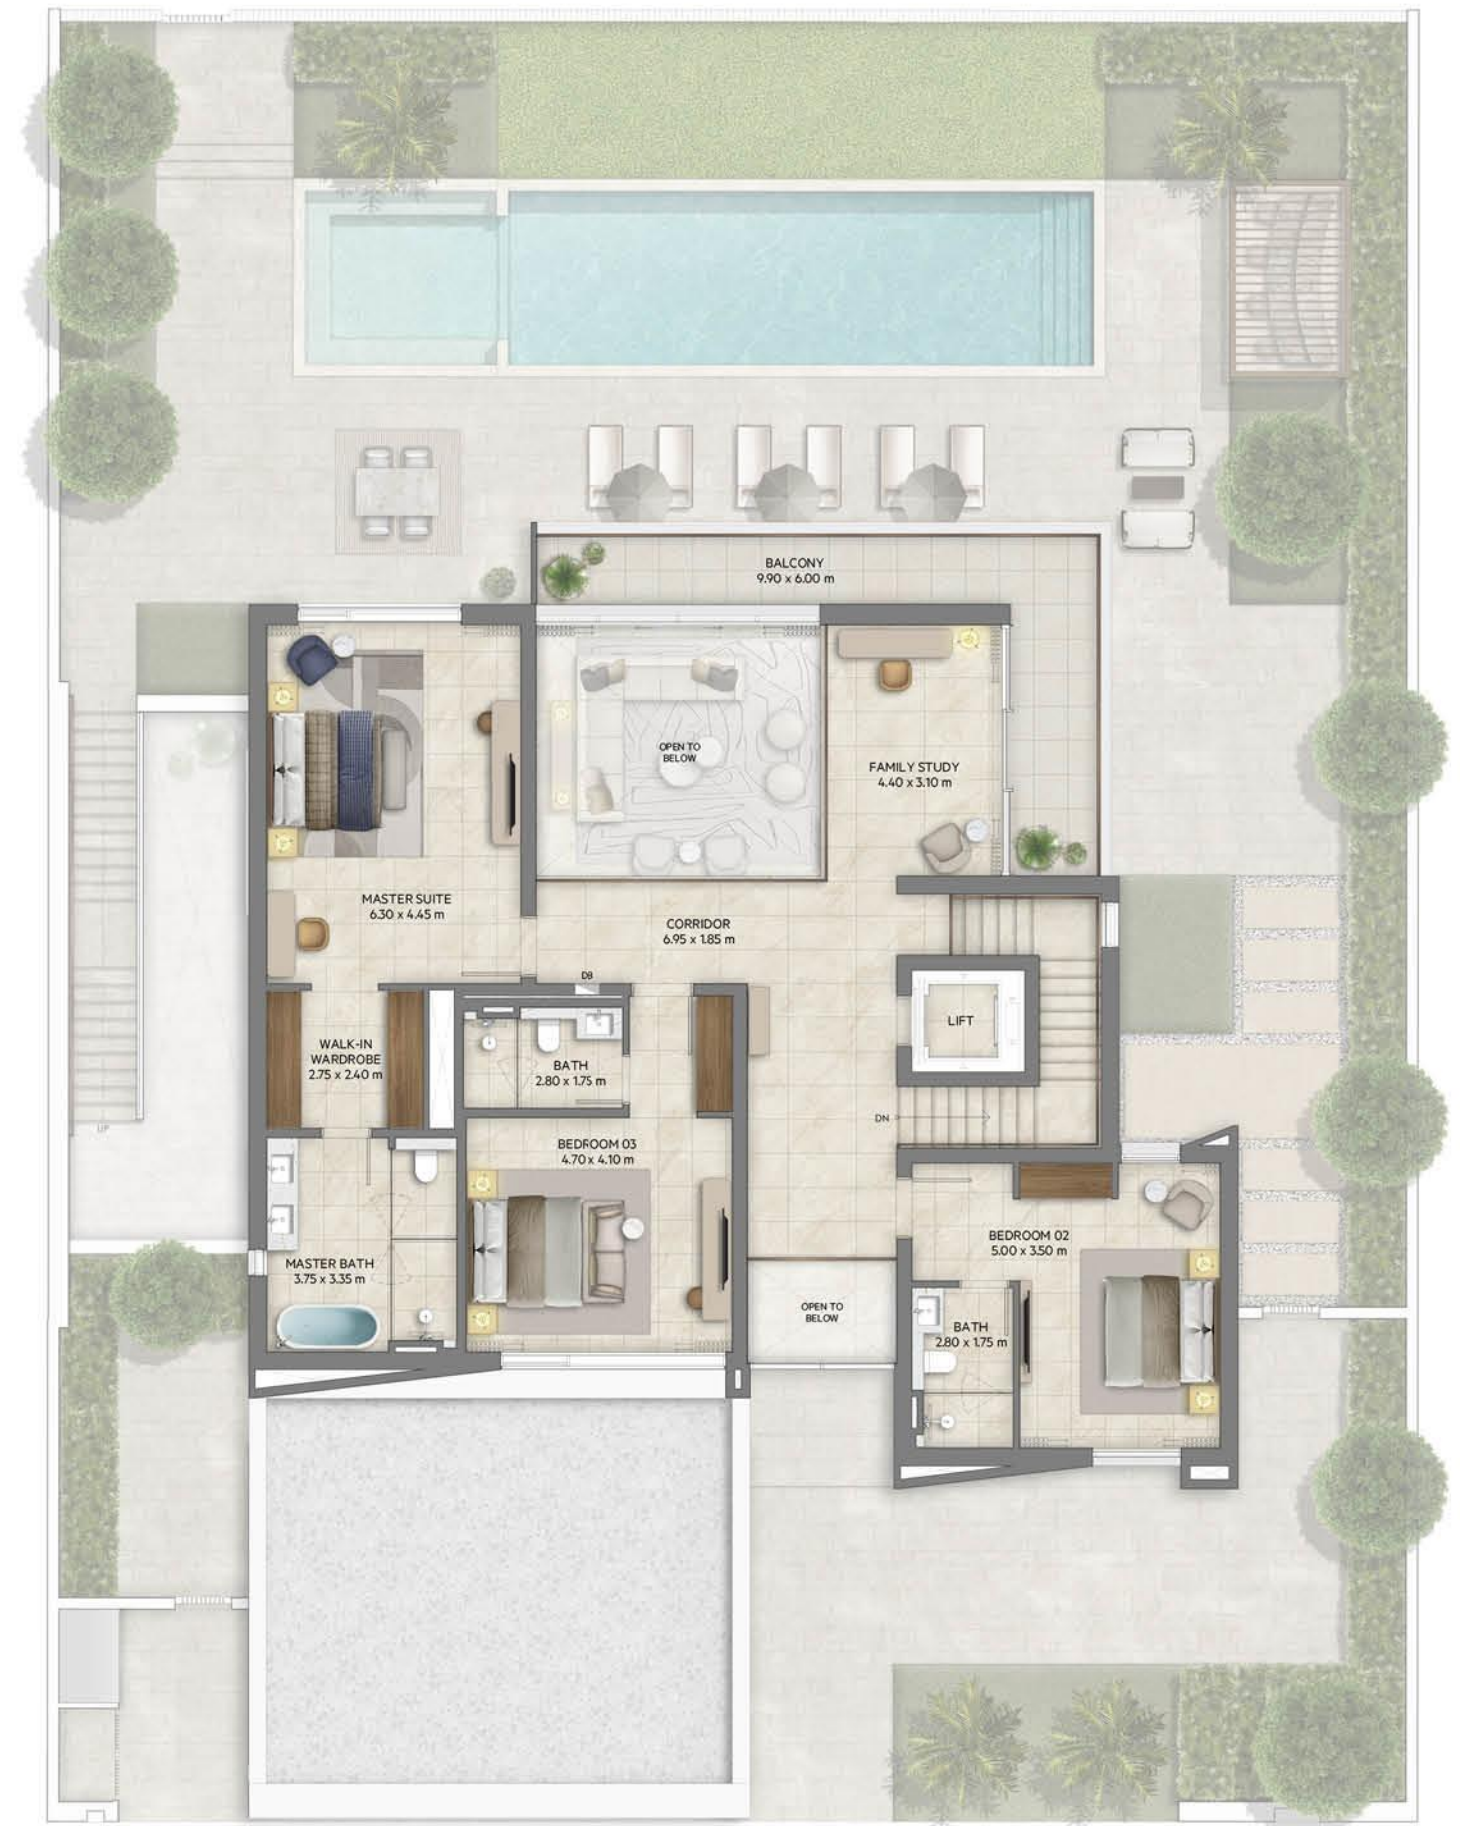 BALCONY
9.90 x 6.00 m
OPEN TO
BELOW
FAMILY STUDY
4.40 x 3.10 m
MASTER SUITE
6.30 x 4.45 m
CORRIDOR
6.95 x 1.85 m
DB
LIFT
WALK-IN
WARDROBE
2.75 x 2.40 m
BATH
2.80 x 1.75 m
DN
UP
BEDROOM 03
4.70 x 4.10 m
BEDROOM 02
5.00 x 3.50 m
MASTER BATH
3.75 x 3.35 m
OPEN TO
BELOW
BATH
2.80 x 1.75 m